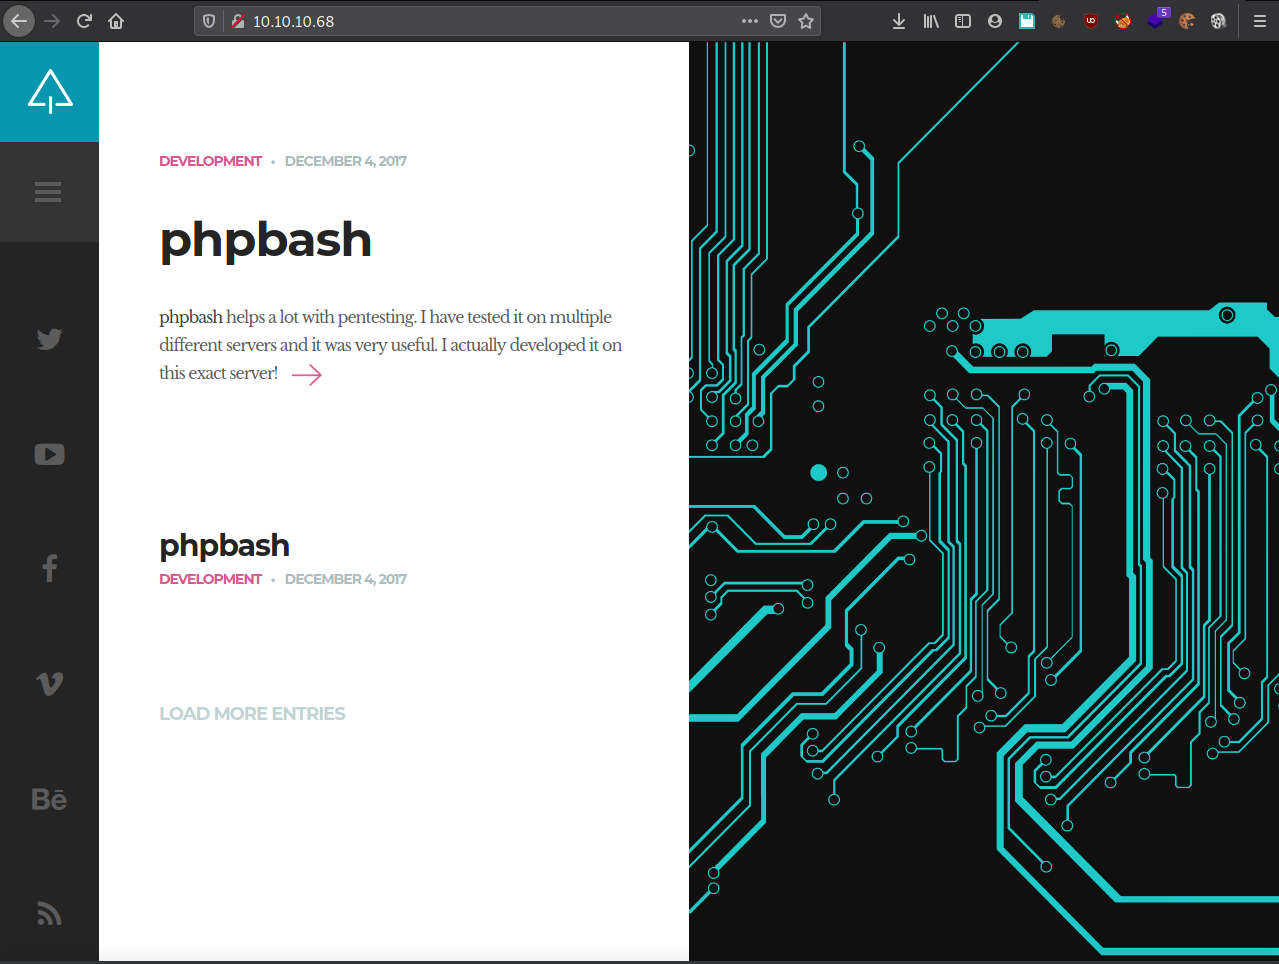 10.10.10.68
5
UD
DEVELOPMENT • DECEMBER 4, 2017
phpbash
phpbash helps a lot with pentesting. I have tested it on multiple
different servers and it was very useful. I actually developed it on
this exact server!
phpbash
DEVELOPMENT • DECEMBER 4, 2017
LOAD MORE ENTRIES
Bē